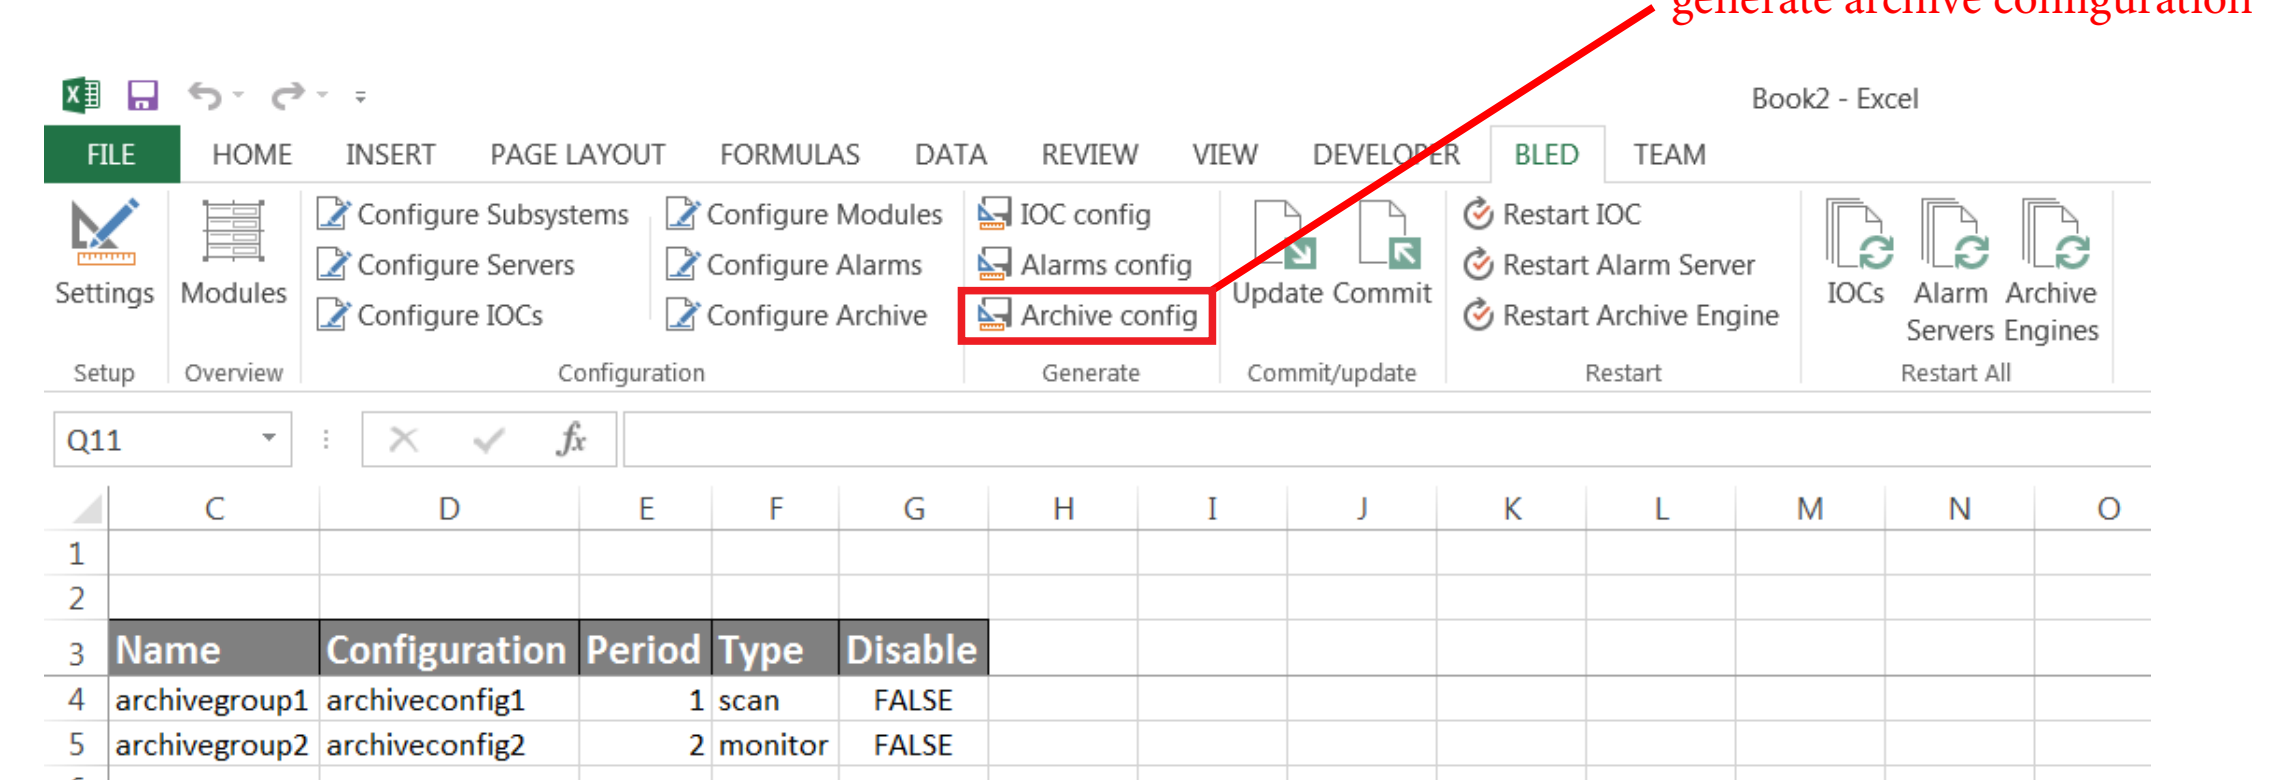 generate archive configuration
Book2 - Excel
FILE HOME INSERT PAGE LAYOUT FORMULAS DATA REVIEW VIEW DEVELOPER BLED TEAM
Configure Subsystems Configure Modules IOC config Restart IOC
Configure Servers Configure Alarms Alarms config Restart Alarm Server
Settings Modules Update Commit IOCs Alarm Archive
Configure IOCs Configure Archive Archive config Restart Archive Engine
Servers Engines
Setup Overview Configuration Generate Commit/update Restart Restart All
Q11 fx
C D E F G H I J K L M N O
1
2
3 Name Configuration Period Type Disable
4 archivegroup1 archiveconfig1 1 scan FALSE
5 archivegroup2 archiveconfig2 2 monitor FALSE